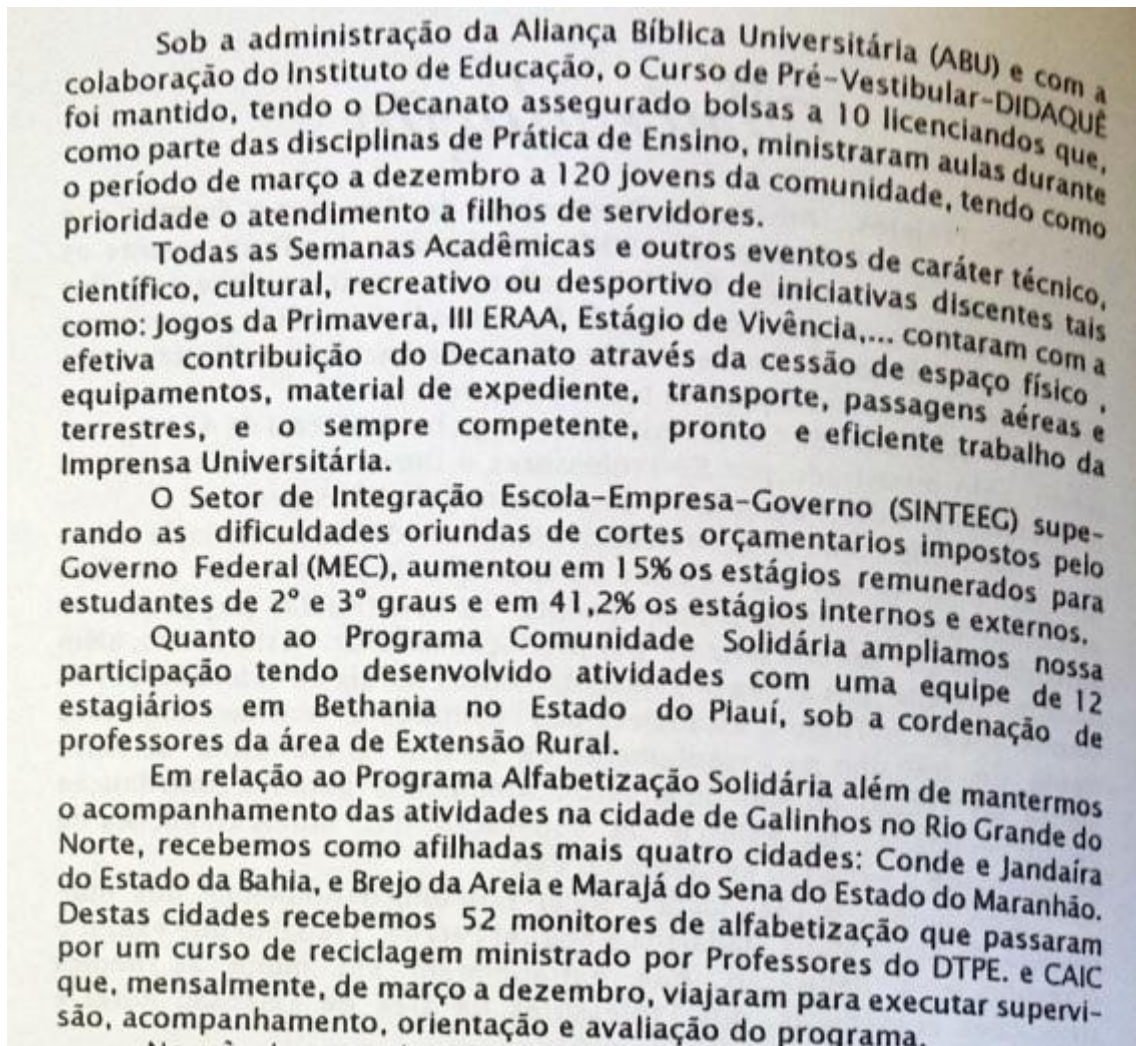 Sob a administração da Aliança Bíblica Universitária (ABU) e com a
colaboração do Instituto de Educação, o Curso de Pré-Vestibular-DIDAQUÊ
foi mantido, tendo o Decanato assegurado bolsas a 10 licenciandos que,
como parte das disciplinas de Prática de Ensino, ministraram aulas durante
o período de março a dezembro a 120 jovens da comunidade, tendo como
prioridade o atendimento a filhos de servidores.
Todas as Semanas Acadêmicas e outros eventos de caráter técnico,
científico, cultural, recreativo ou desportivo de iniciativas discentes tais
como: Jogos da Primavera, III ERAA, Estágio de Vivência,... contaram com a
efetiva contribuição do Decanato através da cessão de espaço físico ,
equipamentos, material de expediente, transporte, passagens aéreas e
terrestres, e o sempre competente, pronto e eficiente trabalho da
Imprensa Universitária.
O Setor de Integração Escola-Empresa-Governo (SINTEEG) supe-
rando as dificuldades oriundas de cortes orçamentarios impostos pelo
Governo Federal (MEC), aumentou em 15% os estágios remunerados para
estudantes de 2º e 3º graus e em 41,2% os estágios internos e externos.
Quanto ao Programa Comunidade Solidária ampliamos nossa
participação tendo desenvolvido atividades com uma equipe de 12
estagiários em Bethania no Estado do Piauí, sob a cordenação de
professores da área de Extensão Rural.
Em relação ao Programa Alfabetização Solidária além de mantermos
o acompanhamento das atividades na cidade de Galinhos no Rio Grande do
Norte, recebemos como afilhadas mais quatro cidades: Conde e Jandaíra
do Estado da Bahia, e Brejo da Areia e Marajá do Sena do Estado do Maranhão.
Destas cidades recebemos 52 monitores de alfabetização que passaram
por um curso de reciclagem ministrado por Professores do DTPE. e CAIC
que, mensalmente, de março a dezembro, viajaram para executar supervi-
são, acompanhamento, orientação e avaliação do programa.